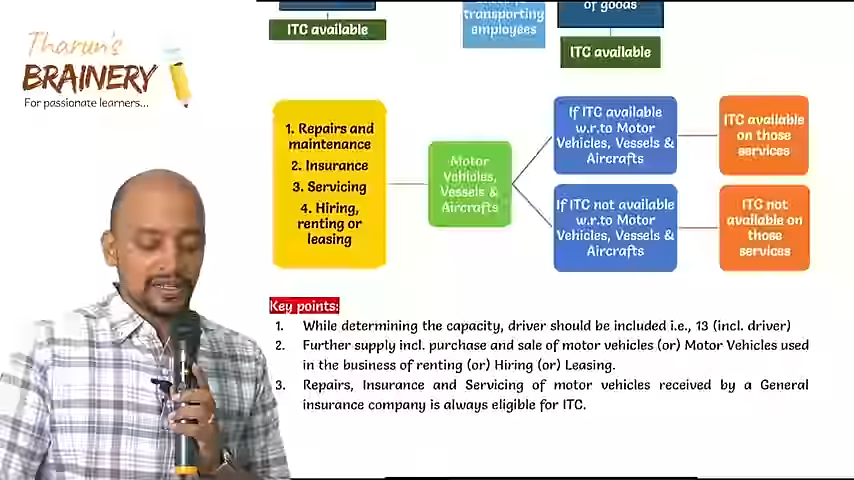 Tharun's
BRAINERY
For passionate learners...
ITC available
transporting
employees
of goods
ITC available
1. Repairs and
maintenance
2. Insurance
3. Servicing
4. Hiring,
renting or
leasing
Motor
Vehicles,
Vessels &
Aircrafts
If ITC available
w.r.to Motor
Vehicles, Vessels &
Aircrafts
ITC available
on those
services
If ITC not available
w.r.to Motor
Vehicles, Vessels &
Aircrafts
ITC not
available on
those
services
Key points:
1. While determining the capacity, driver should be included i.e., 13 (incl. driver)
2. Further supply incl. purchase and sale of motor vehicles (or) Motor Vehicles used
in the business of renting (or) Hiring (or) Leasing.
3. Repairs, Insurance and Servicing of motor vehicles received by a General
insurance company is always eligible for ITC.